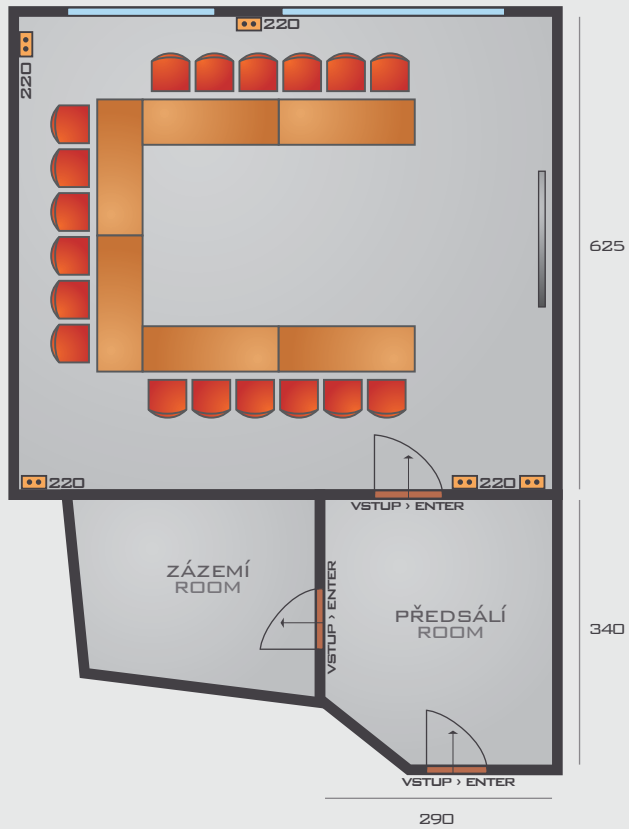 220
220
625
220
220
VSTUP › ENTER
ZÁZEMÍ
ROOM
VSTUP › ENTER
PŘEDSÁLÍ
ROOM
340
VSTUP › ENTER
290